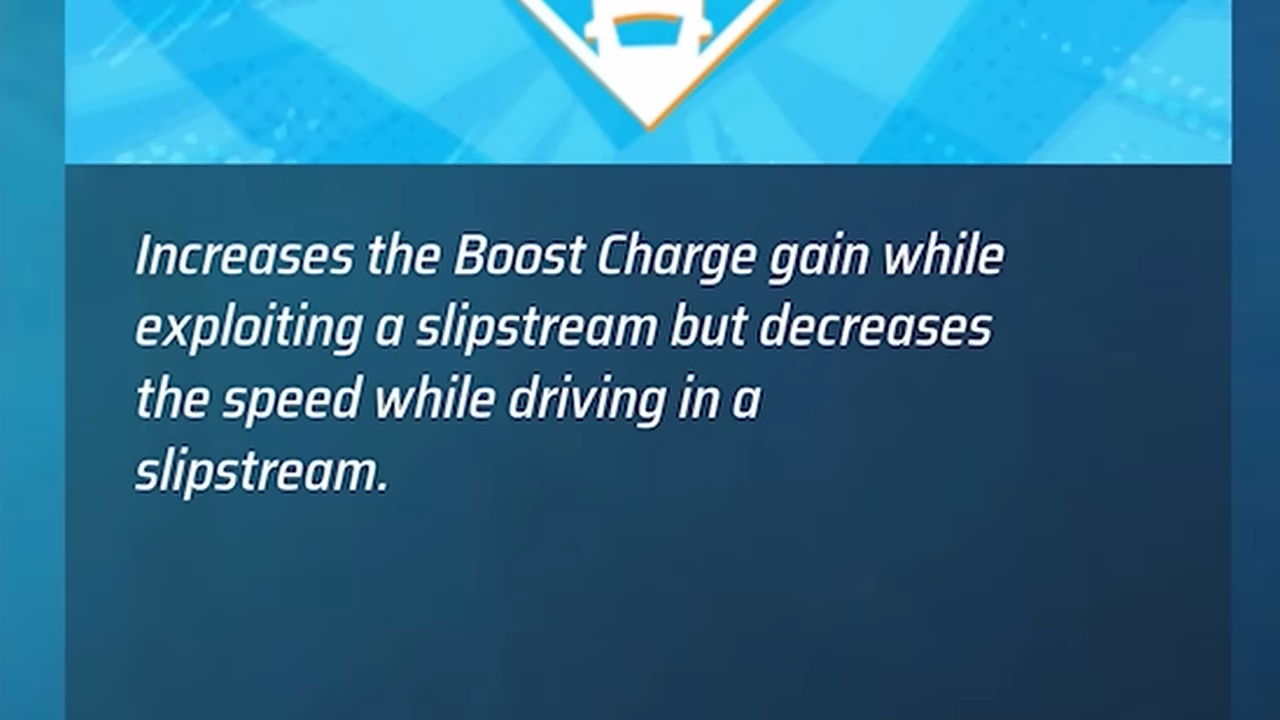 Increases the Boost Charge gain while
exploiting a slipstream but decreases
the speed while driving in a
slipstream.